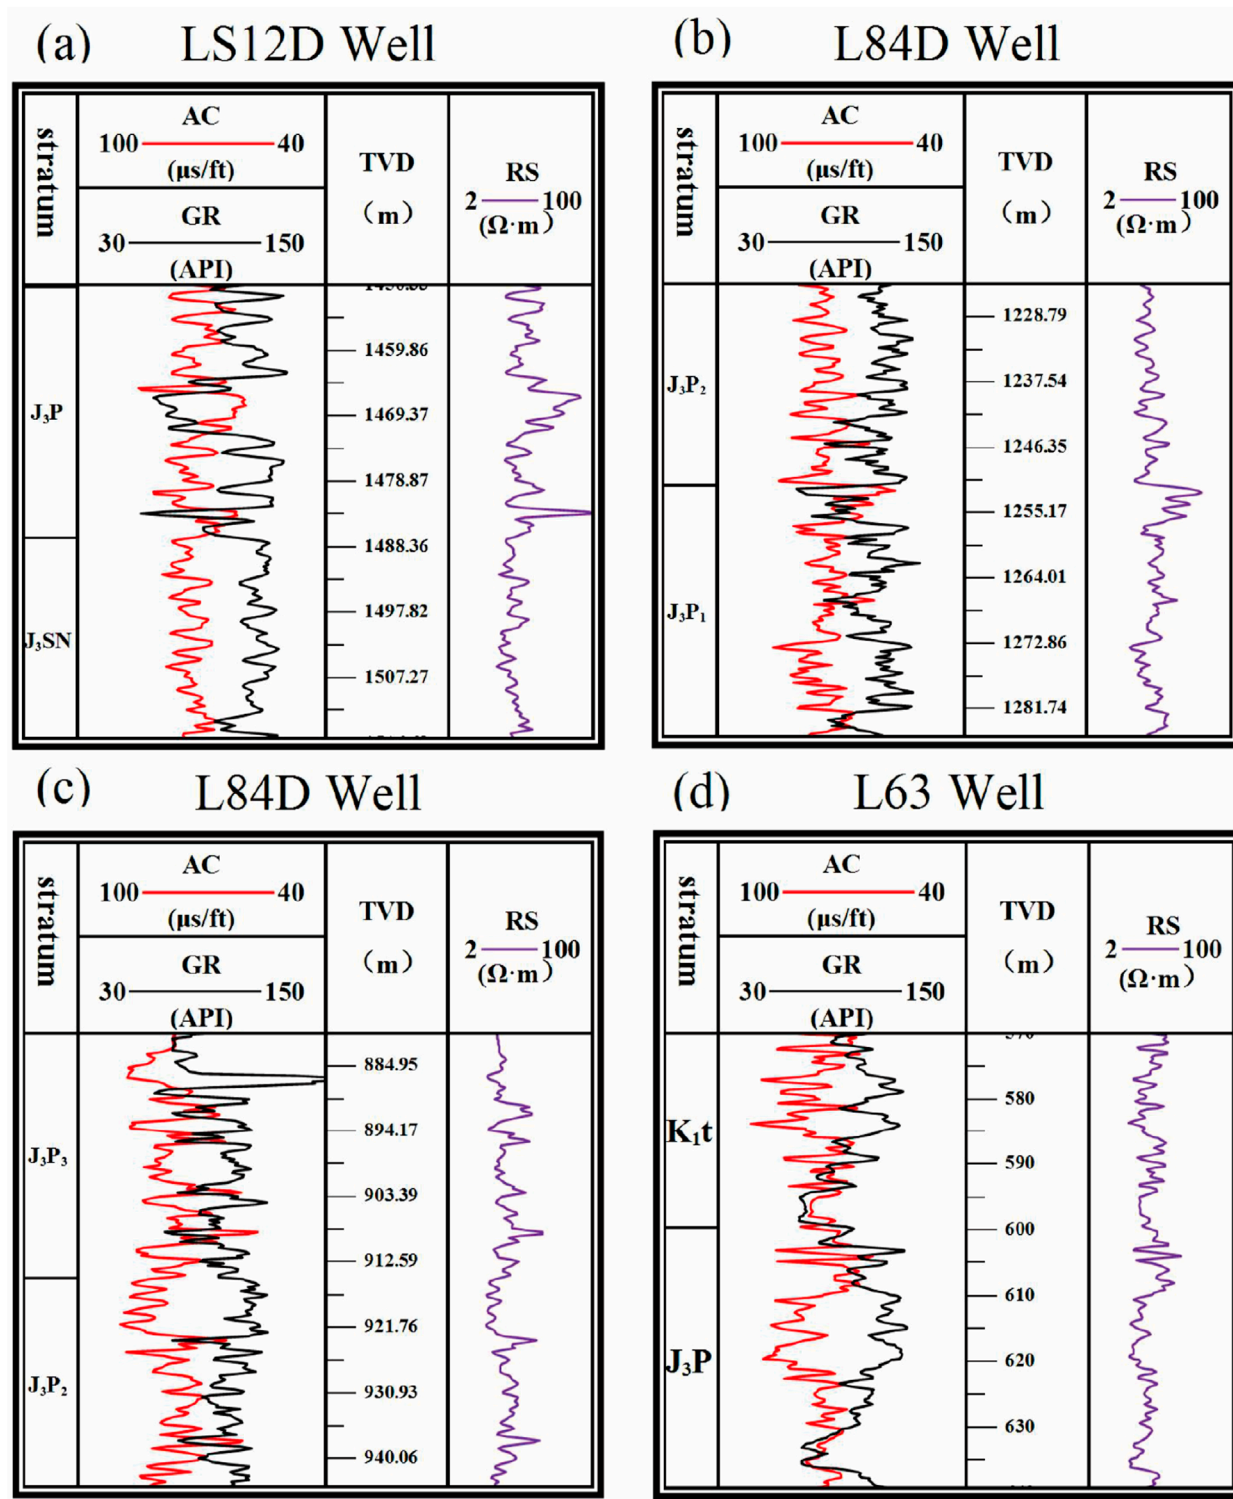 (a) LS12D Well
stratum
AC
100 40
(μs/ft)
GR
30 150
(API)
TVD
(m)
RS
2 100
(Ω·m)
J₃P
J₃SN
1459.86
1469.37
1478.87
1488.36
1497.82
1507.27
(b) L84D Well
stratum
AC
100 40
(μs/ft)
GR
30 150
(API)
TVD
(m)
RS
2 100
(Ω·m)
J₃P₂
J₃P₁
1228.79
1237.54
1246.35
1255.17
1264.01
1272.86
1281.74
(c) L84D Well
stratum
AC
100 40
(μs/ft)
GR
30 150
(API)
TVD
(m)
RS
2 100
(Ω·m)
J₃P₃
J₃P₂
884.95
894.17
903.39
912.59
921.76
930.93
940.06
(d) L63 Well
stratum
AC
100 40
(μs/ft)
GR
30 150
(API)
TVD
(m)
RS
2 100
(Ω·m)
K₁t
J₃P
580
590
600
610
620
630